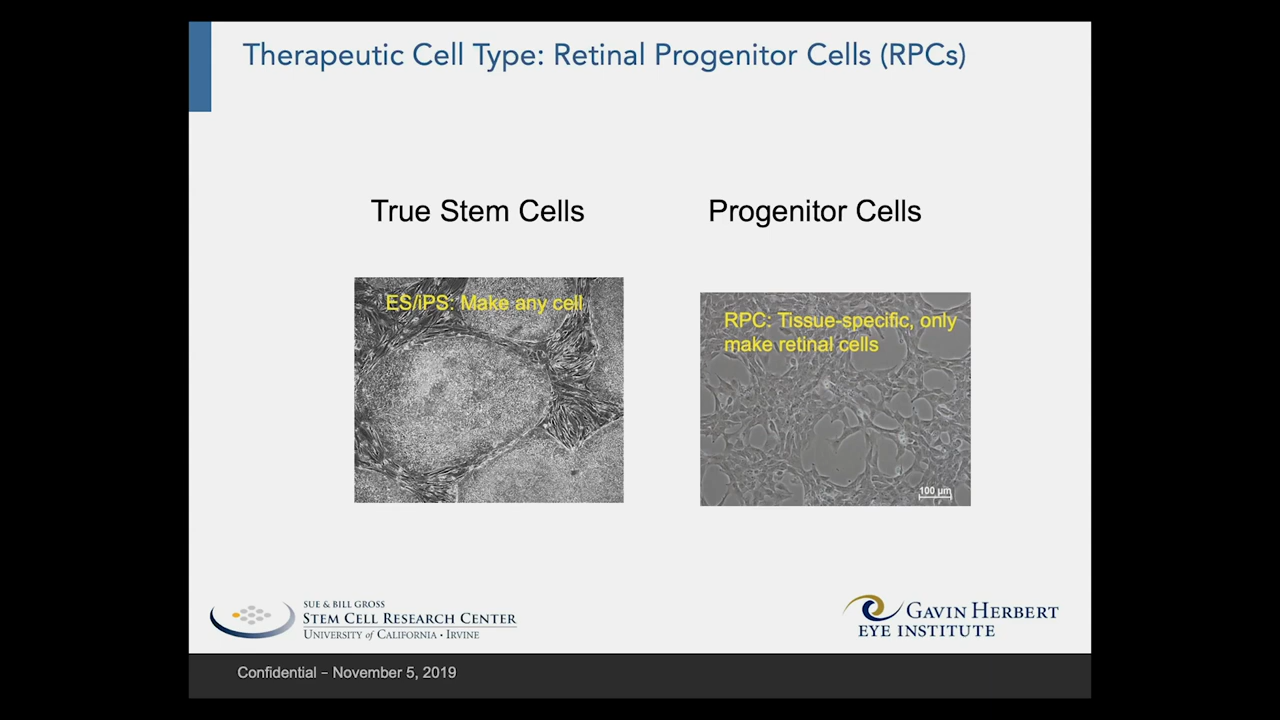 Therapeutic Cell Type: Retinal Progenitor Cells (RPCs)
True Stem Cells
Progenitor Cells
ES/iPS: Make any cell
RPC: Tissue-specific, only
make retinal cells
100 µm
SUE & BILL GROSS
STEM CELL RESEARCH CENTER
UNIVERSITY of CALIFORNIA • IRVINE
GAVIN HERBERT
EYE INSTITUTE
Confidential – November 5, 2019